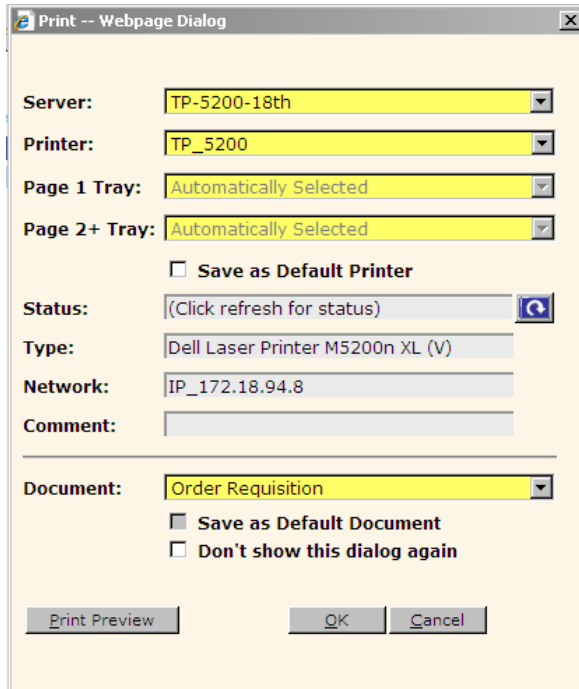 Print -- Webpage Dialog
Server: TP-5200-18th
Printer: TP_5200
Page 1 Tray: Automatically Selected
Page 2+ Tray: Automatically Selected
Save as Default Printer
Status: (Click refresh for status)
Type: Dell Laser Printer M5200n XL (V)
Network: IP_172.18.94.8
Comment:
Document: Order Requisition
Save as Default Document
Don't show this dialog again
Print Preview OK Cancel